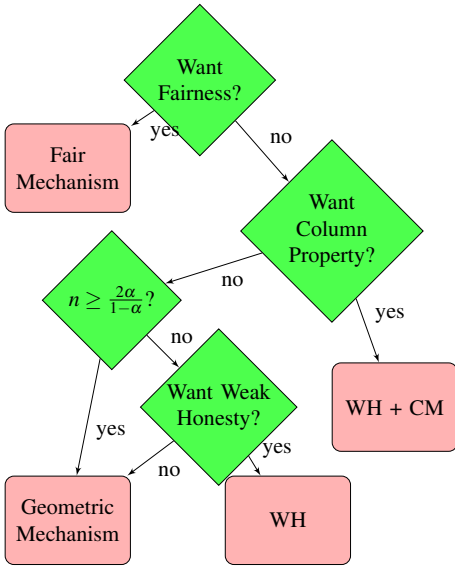 Want
Fairness?
yes
no
Fair
Mechanism
Want
Column
Property?
no
n ≥ 2α/1−α ?
yes
no
Want Weak
Honesty?
WH + CM
yes
yes
no
Geometric
Mechanism
WH